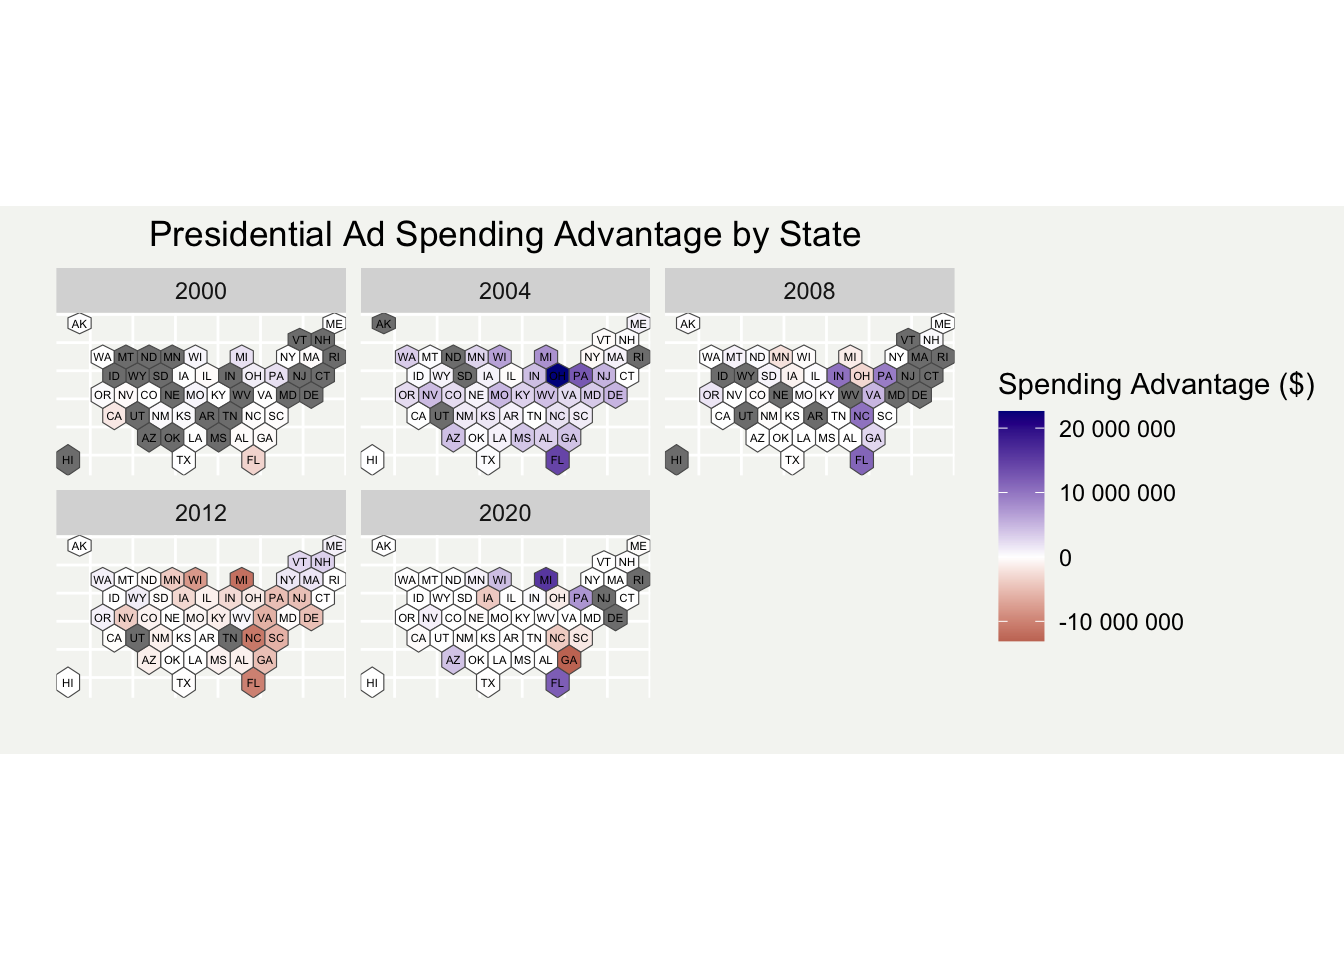 Presidential Ad Spending Advantage by State
2000
AK ME
VT NH
WA MT ND MN WI MI NY MA RI
ID WY SD IA IL IN OH PA NJ CT
OR NV CO NE MO KY WV VA MD DE
CA UT NM KS AR TN NC SC
AZ OK LA MS AL GA
HI TX FL
2004
AK ME
VT NH
WA MT ND MN WI MI NY MA RI
ID WY SD IA IL IN OH PA NJ CT
OR NV CO NE MO KY WV VA MD DE
CA UT NM KS AR TN NC SC
AZ OK LA MS AL GA
HI TX FL
2008
AK ME
VT NH
WA MT ND MN WI MI NY MA RI
ID WY SD IA IL IN OH PA NJ CT
OR NV CO NE MO KY WV VA MD DE
CA UT NM KS AR TN NC SC
AZ OK LA MS AL GA
HI TX FL
2012
AK ME
VT NH
WA MT ND MN WI MI NY MA RI
ID WY SD IA IL IN OH PA NJ CT
OR NV CO NE MO KY WV VA MD DE
CA UT NM KS AR TN NC SC
AZ OK LA MS AL GA
HI TX FL
2020
AK ME
VT NH
WA MT ND MN WI MI NY MA RI
ID WY SD IA IL IN OH PA NJ CT
OR NV CO NE MO KY WV VA MD DE
CA UT NM KS AR TN NC SC
AZ OK LA MS AL GA
HI TX FL
Spending Advantage ($)
20 000 000
10 000 000
0
-10 000 000